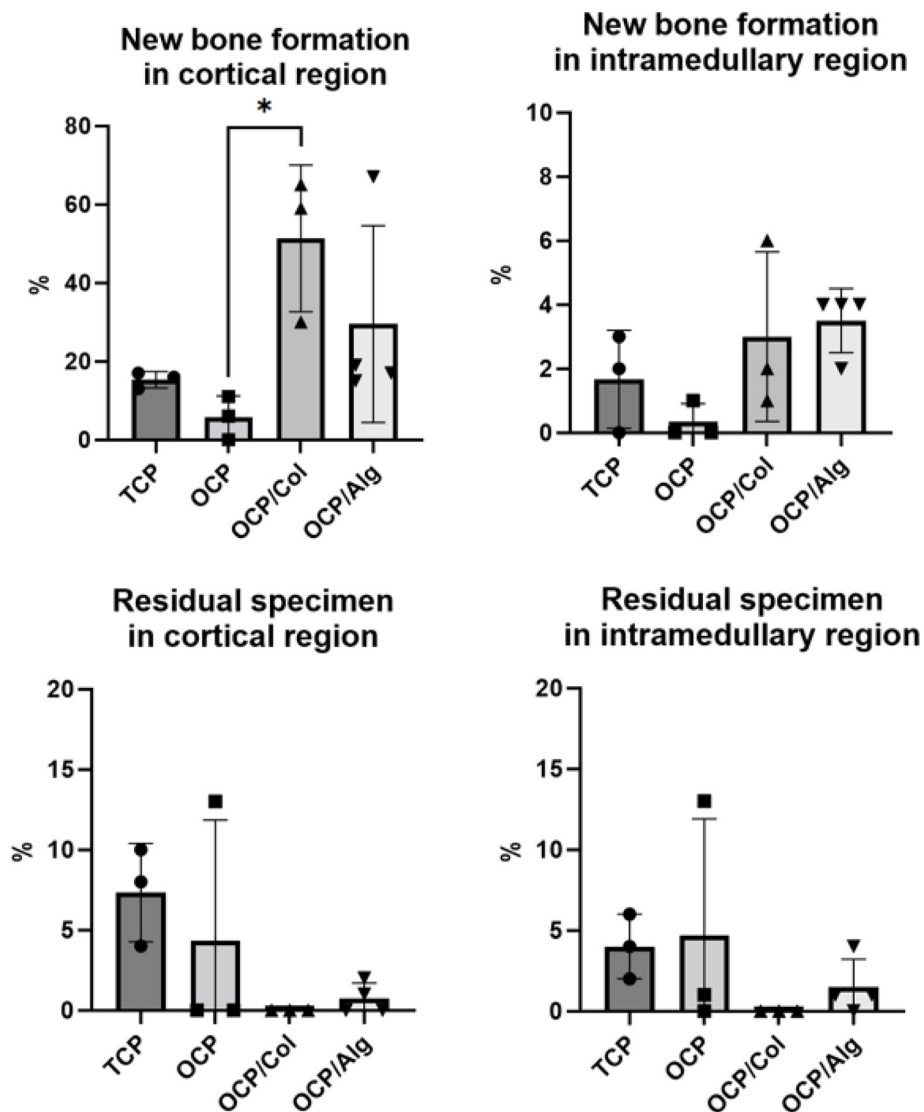 New bone formation
in cortical region
*
80
60
40
20
0
%
TCP
OCP
OCP/Col
OCP/Alg
New bone formation
in intramedullary region
10
8
6
4
2
0
%
TCP
OCP
OCP/Col
OCP/Alg
Residual specimen
in cortical region
20
15
10
5
0
%
TCP
OCP
OCP/Col
OCP/Alg
Residual specimen
in intramedullary region
20
15
10
5
0
%
TCP
OCP
OCP/Col
OCP/Alg